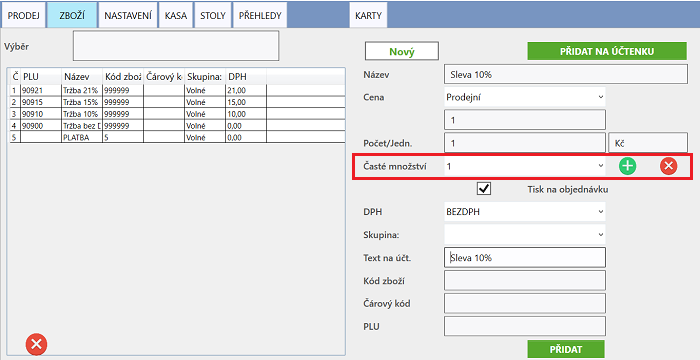 PRODEJ ZBOŽÍ NASTAVENÍ KASA STOLY PŘEHLEDY KARTY
Výběr
Č PLU Název Kód zboží Čárový k Skupina: DPH
1 90921 Tržba 21% 999999 Volné 21,00
2 90915 Tržba 15% 999999 Volné 15,00
3 90910 Tržba 10% 999999 Volné 10,00
4 90900 Tržba bez D 999999 Volné 0,00
5 PLATBA 5 Volné 0,00
Nový PŘIDAT NA ÚČTENKU
Název Sleva 10%
Cena Prodejní
1
Počet/Jedn. 1 Kč
Časté množství 1
Tisk na objednávku
DPH BEZDPH
Skupina:
Text na účt. Sleva 10%
Kód zboží
Čárový kód
PLU
PŘIDAT